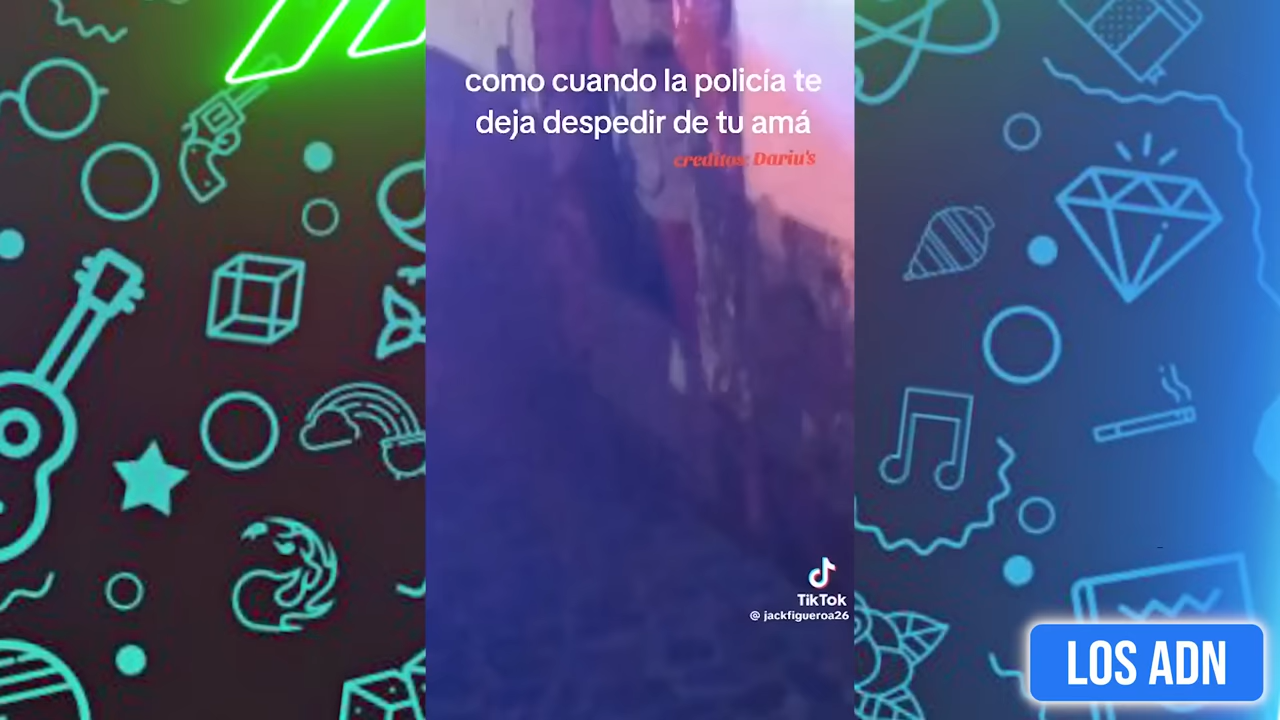 como cuando la policía te
deja despedir de tu amá
creditos: Dariu's
TikTok
@ jackfigueroa26
LOS ADN